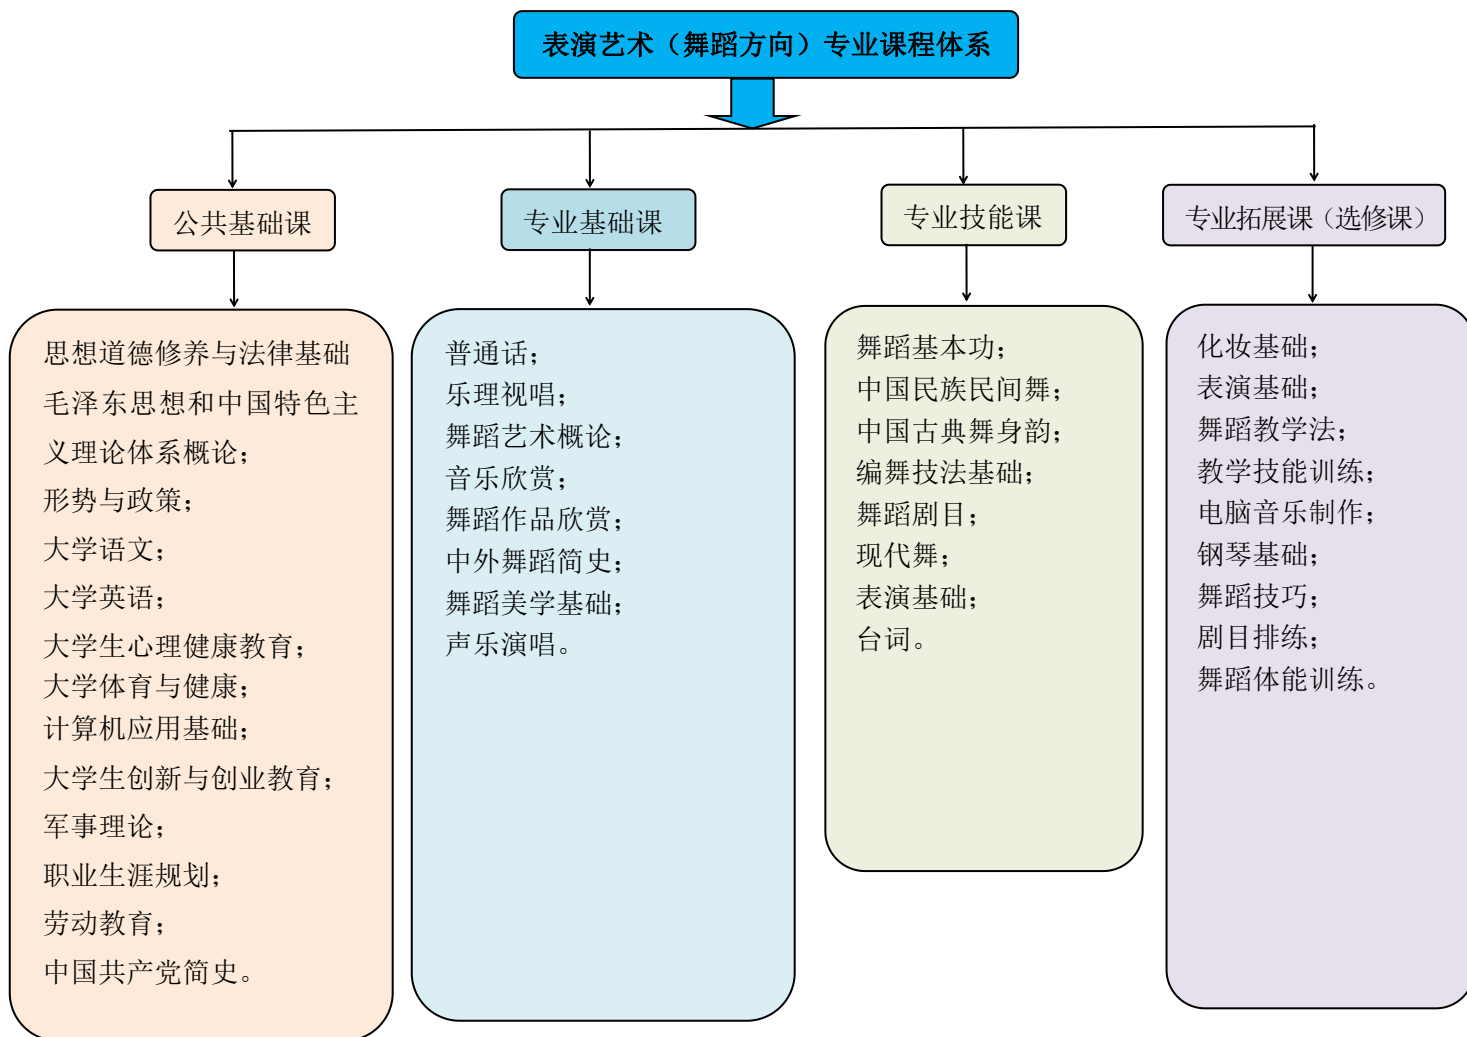 表演艺术（舞蹈方向）专业课程体系
公共基础课
专业基础课
专业技能课
专业拓展课（选修课）
思想道德修养与法律基础
毛泽东思想和中国特色主
义理论体系概论；
形势与政策；
大学语文；
大学英语；
大学生心理健康教育；
大学体育与健康；
计算机应用基础；
大学生创新与创业教育；
军事理论；
职业生涯规划；
劳动教育；
中国共产党简史。
普通话；
乐理视唱；
舞蹈艺术概论；
音乐欣赏；
舞蹈作品欣赏；
中外舞蹈简史；
舞蹈美学基础；
声乐演唱。
舞蹈基本功；
中国民族民间舞；
中国古典舞身韵；
编舞技法基础；
舞蹈剧目；
现代舞；
表演基础；
台词。
化妆基础；
表演基础；
舞蹈教学法；
教学技能训练；
电脑音乐制作；
钢琴基础；
舞蹈技巧；
剧目排练；
舞蹈体能训练。